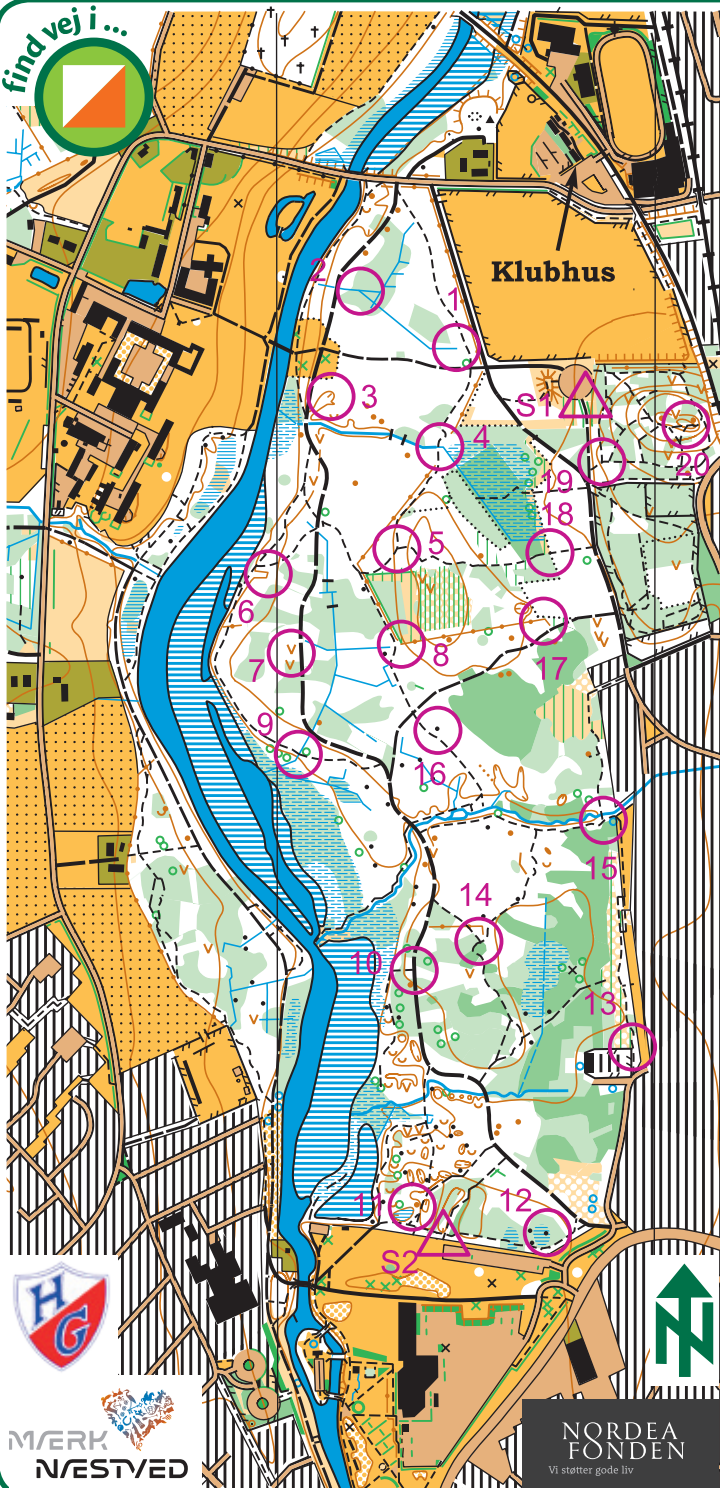 find vej i ...
Klubhus
2
1
3
S1
4
20
19
18
5
6
7
8
17
9
16
15
14
10
13
11
12
S2
HG
N
MÆRK
NÆSTVED
NORDEA
FONDEN
Vi støtter gode liv